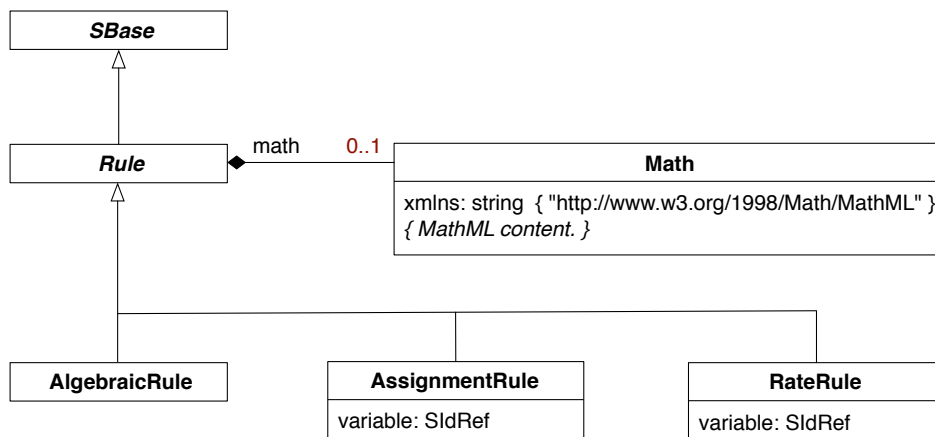 SBase
math 0..1
Rule
Math
xmlns: string { "http://www.w3.org/1998/Math/MathML" }
{ MathML content. }
AlgebraicRule
AssignmentRule
RateRule
variable: SIdRef
variable: SIdRef